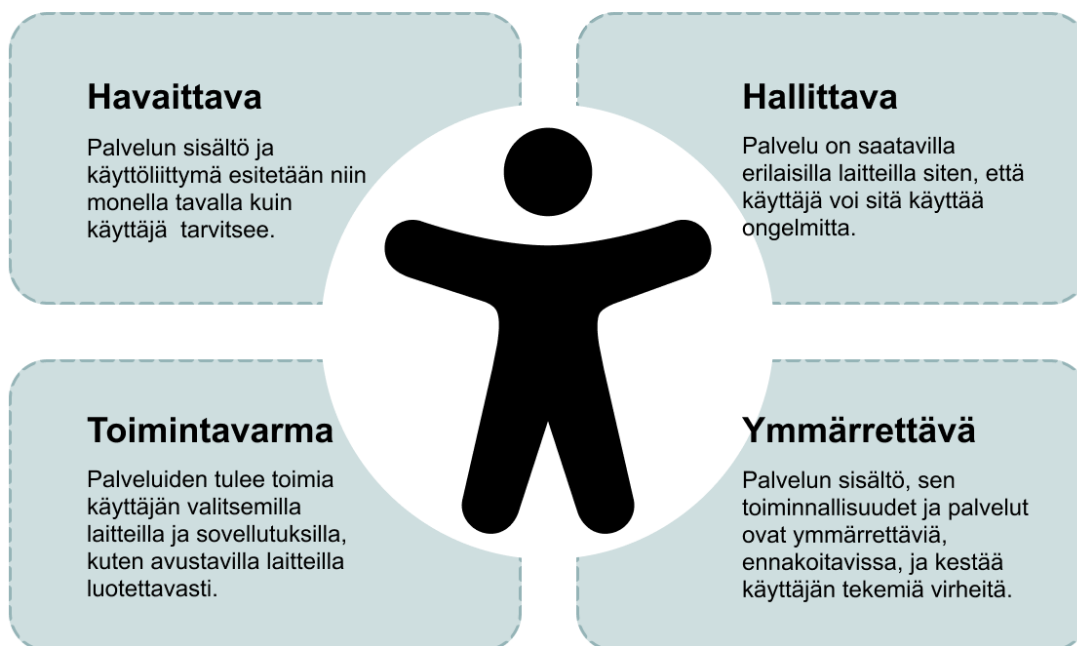 Havaittava
Palvelun sisältö ja
käyttöliittymä esitetään niin
monella tavalla kuin
käyttäjä  tarvitsee.
Hallittava
Palvelu on saatavilla
erilaisilla laitteilla siten, että
käyttäjä voi sitä käyttää
ongelmitta.
Toimintavarma
Palveluiden tulee toimia
käyttäjän valitsemilla
laitteilla ja sovellutuksilla,
kuten avustavilla laitteilla
luotettavasti.
Ymmärrettävä
Palvelun sisältö, sen
toiminnallisuudet ja palvelut
ovat ymmärrettäviä,
ennakoitavissa, ja kestää
käyttäjän tekemiä virheitä.